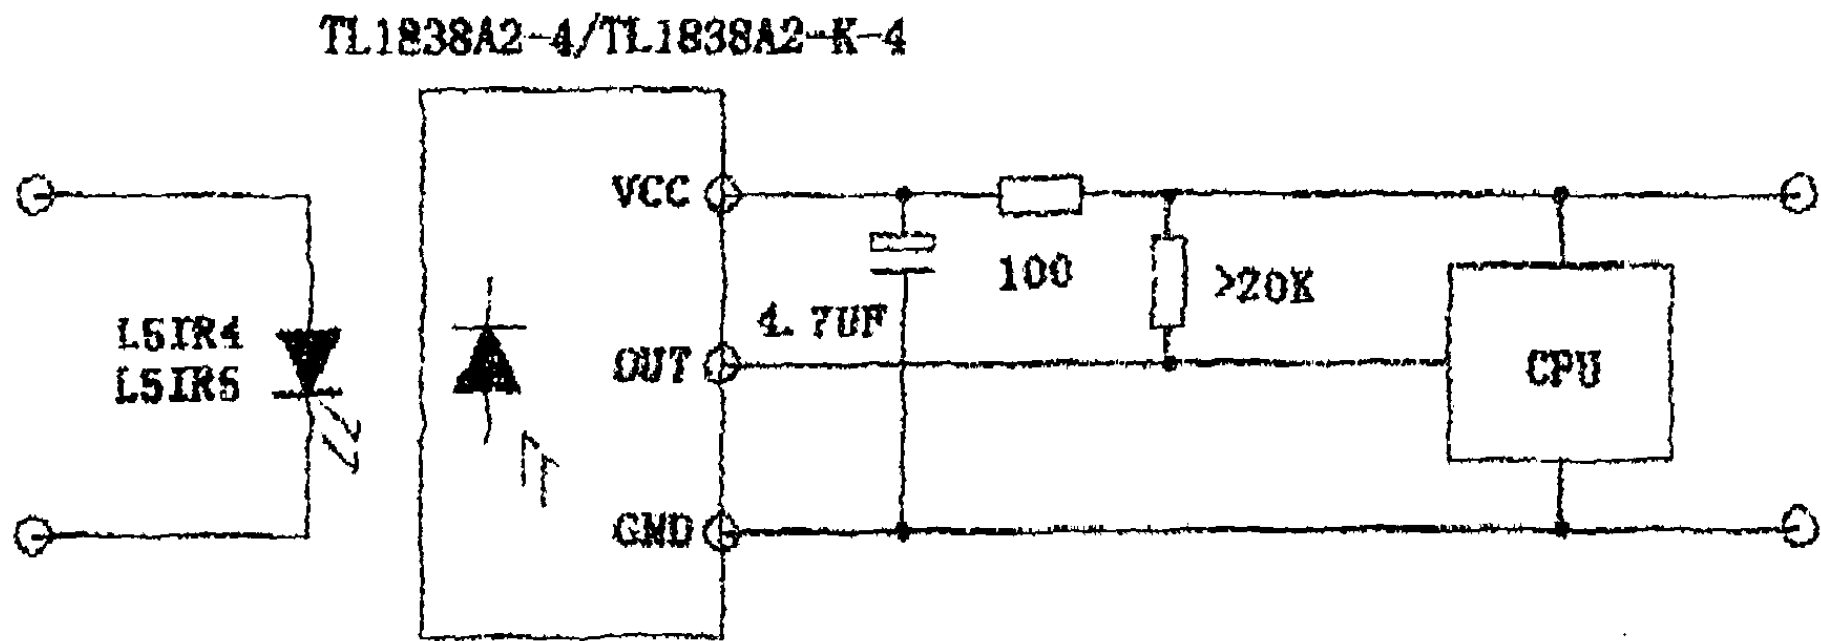 TL1838A2-4/TL1838A2-K-4
VCC
100
>20K
4.7UF
L5IR4
L5IR5
OUT
CPU
GND